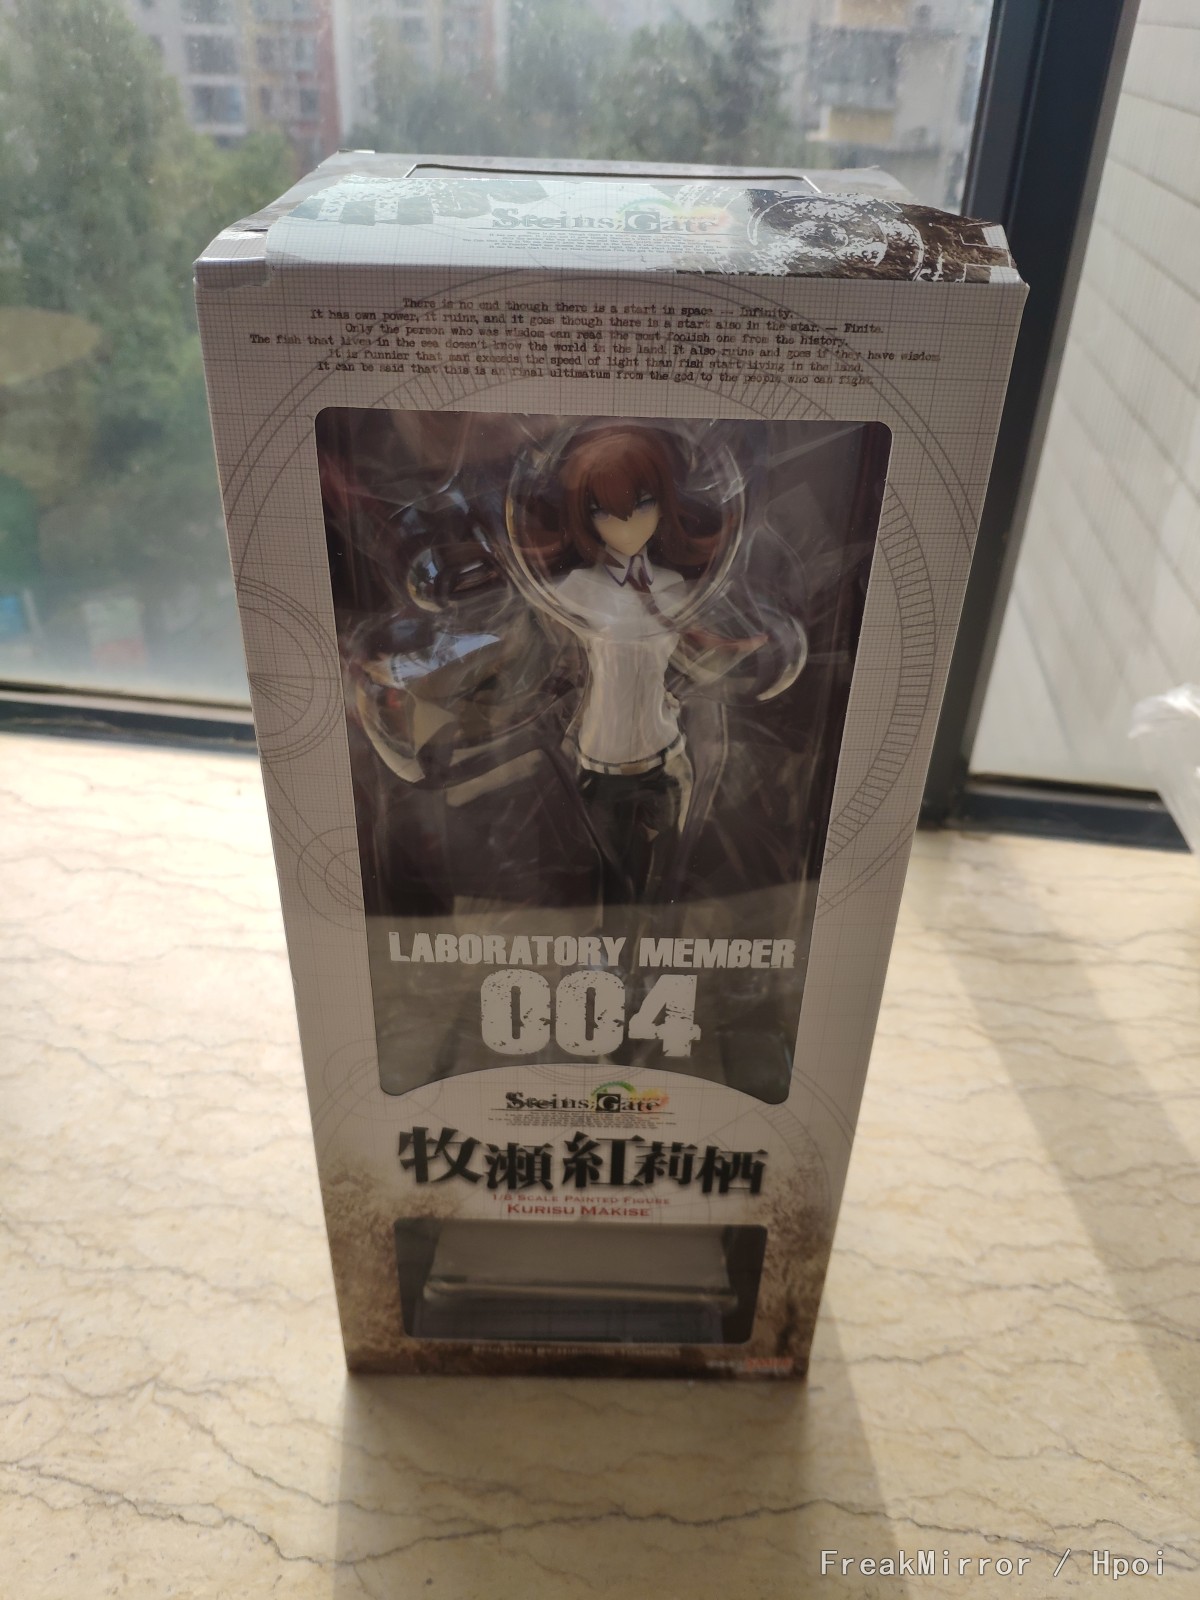 Steins;Gate
There is no end though there is a start in space. — Infinity.
It has own power, it ruins, and it goes though there is a start also in the star. — Finite.
Only the person who was wisdom can read the most foolish one from the history.
The fish that lives in the sea doesn't know the world in the land. It also ruins and goes if they have wisdom.
It is funnier that man exceeds the speed of light than fish start living in the land.
It can be said that this is an final ultimatum from the god to the people who can fight.
LABORATORY MEMBER
004
Steins;Gate
牧瀬紅莉栖
1/8 SCALE PAINTED FIGURE
KURISU MAKISE
FreakMirror / Hpoi